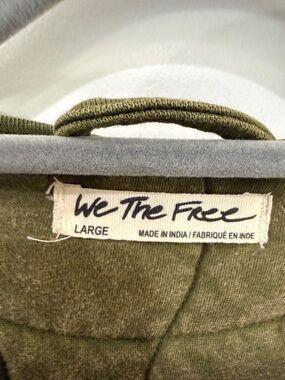 We The Free
LARGE MADE IN INDIA / FABRIQUÉ EN INDE